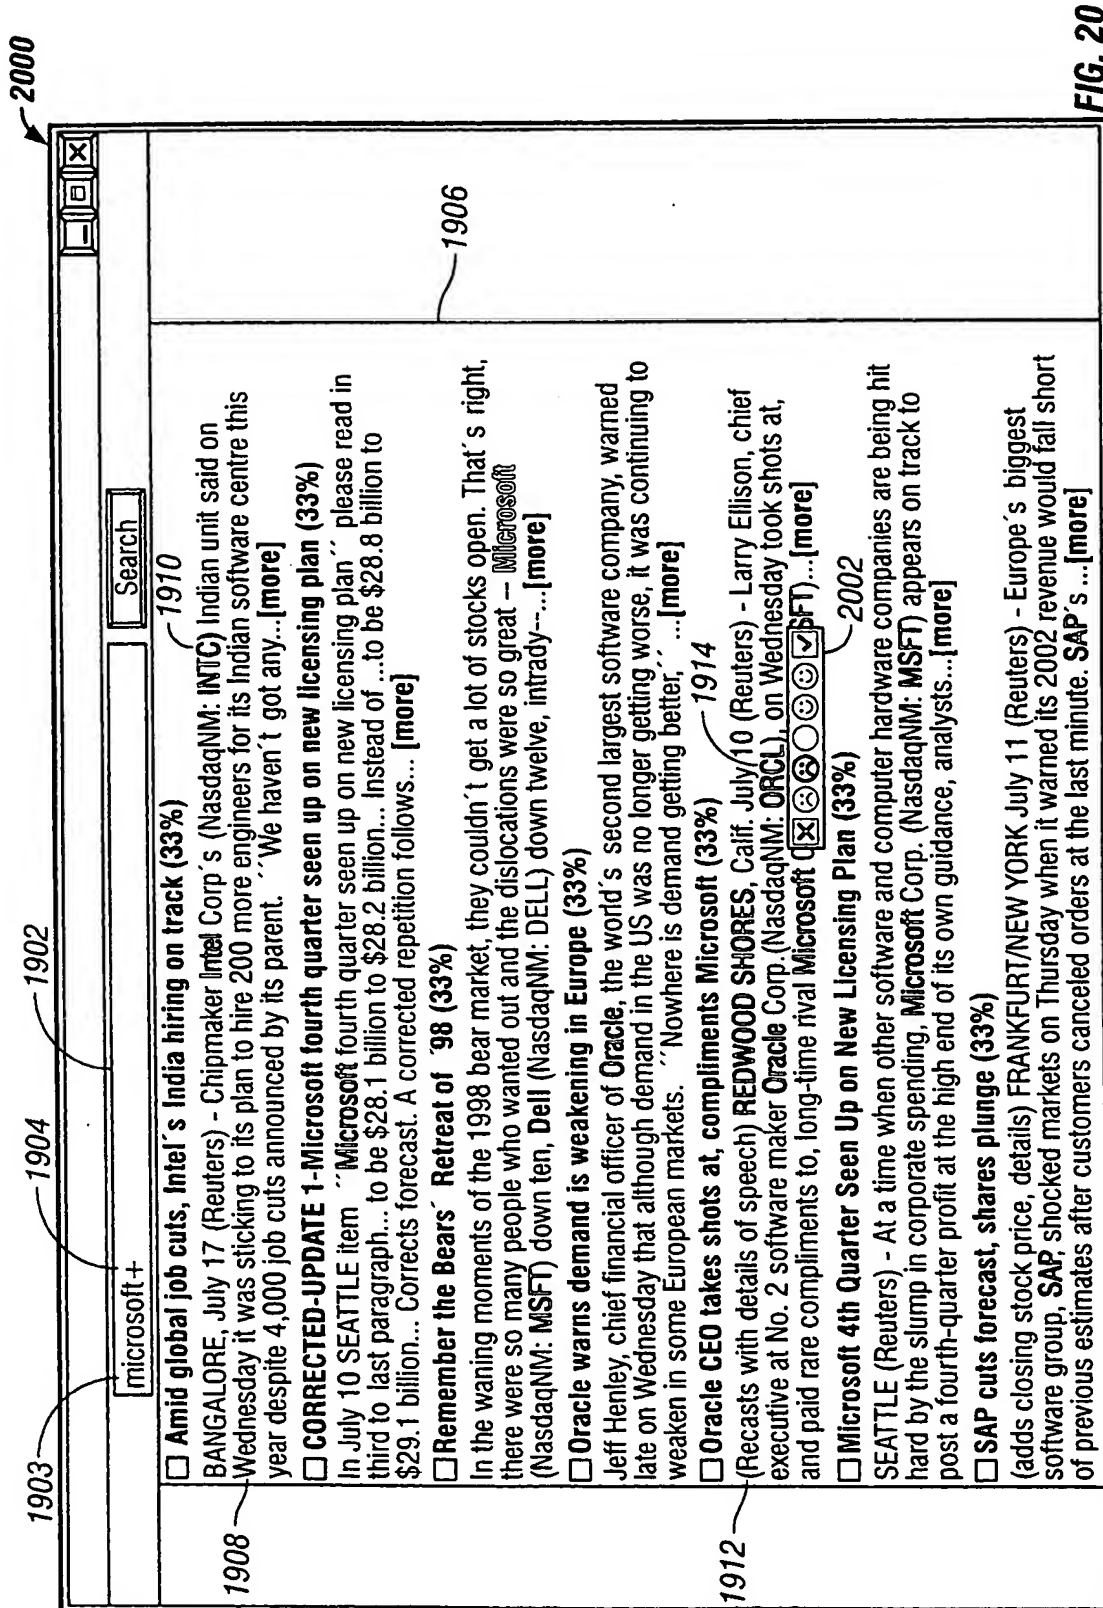 2000
1903
1904
1902
microsoft+
Search
1910
☐ Amid global job cuts, Intel´s India hiring on track (33%)
BANGALORE, July 17 (Reuters) - Chipmaker Intel Corp´s (NasdaqNM: INTC) Indian unit said on
Wednesday it was sticking to its plan to hire 200 more engineers for its Indian software centre this
year despite 4,000 job cuts announced by its parent. ´´We haven´t got any...[more]
1908
☐ CORRECTED-UPDATE 1-Microsoft fourth quarter seen up on new licensing plan (33%)
In July 10 SEATTLE item ´´Microsoft fourth quarter seen up on new licensing plan´´ please read in
third to last paragraph... to be $28.1 billion to $28.2 billion... Instead of ...to be $28.8 billion to
$29.1 billion... Corrects forecast. A corrected repetition follows... [more]
1906
☐ Remember the Bears´ Retreat of ´98 (33%)
In the waning moments of the 1998 bear market, they couldn´t get a lot of stocks open. That´s right,
there were so many people who wanted out and the dislocations were so great -- Microsoft
(NasdaqNM: MSFT) down ten, Dell (NasdaqNM: DELL) down twelve, intrady--...[more]
☐ Oracle warns demand is weakening in Europe (33%)
Jeff Henley, chief financial officer of Oracle, the world´s second largest software company, warned
late on Wednesday that although demand in the US was no longer getting worse, it was continuing to
weaken in some European markets. ´´Nowhere is demand getting better,´´ ...[more]
1914
☐ Oracle CEO takes shots at, compliments Microsoft (33%)
1912
(Recasts with details of speech) REDWOOD SHORES, Calif. July 10 (Reuters) - Larry Ellison, chief
executive at No. 2 software maker Oracle Corp.(NasdaqNM: ORCL), on Wednesday took shots at,
and paid rare compliments to, long-time rival Microsoft SFT)...[more]
2002
☐ Microsoft 4th Quarter Seen Up on New Licensing Plan (33%)
SEATTLE (Reuters) - At a time when other software and computer hardware companies are being hit
hard by the slump in corporate spending, Microsoft Corp. (NasdaqNM: MSFT) appears on track to
post a fourth-quarter profit at the high end of its own guidance, analysts...[more]
☐ SAP cuts forecast, shares plunge (33%)
(adds closing stock price, details) FRANKFURT/NEW YORK July 11 (Reuters) - Europe´s biggest
software group, SAP, shocked markets on Thursday when it warned its 2002 revenue would fall short
of previous estimates after customers canceled orders at the last minute. SAP´s ...[more]
FIG. 20